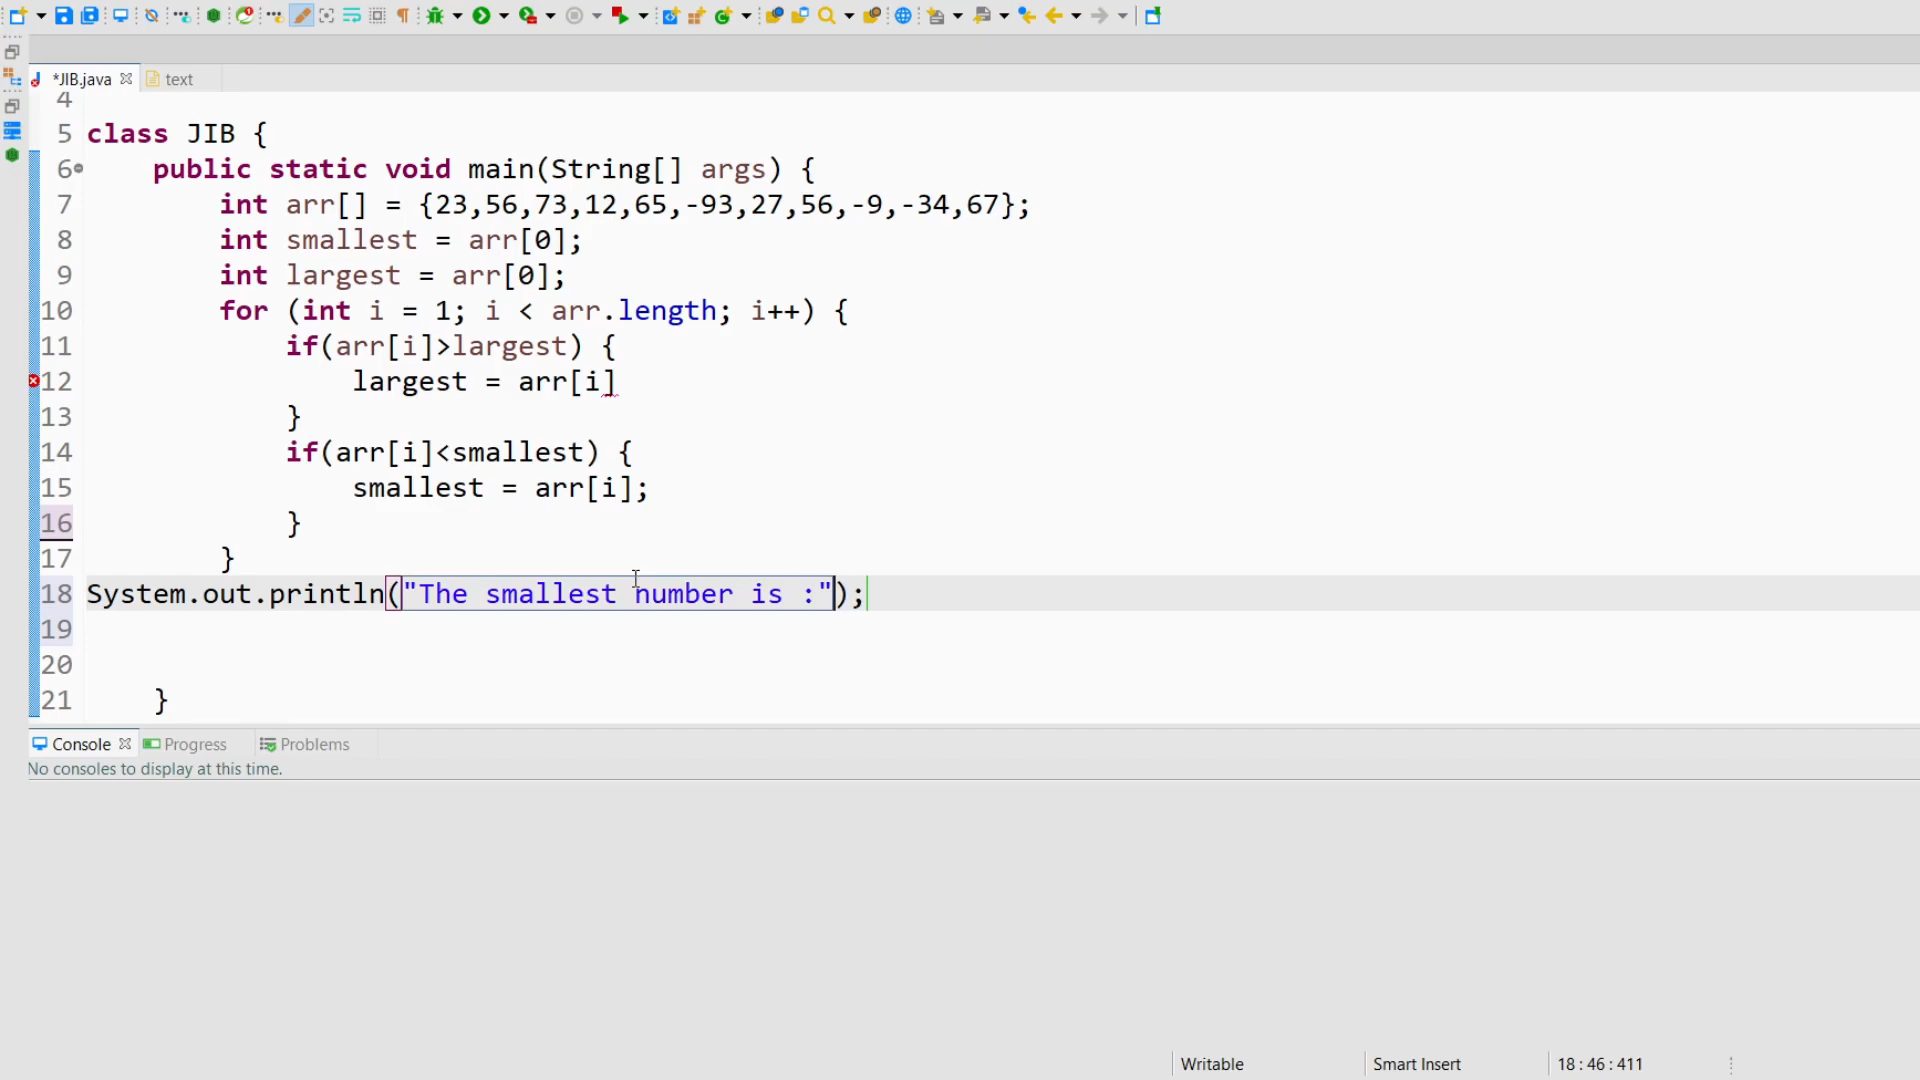 *JIB.java text
4
5 class JIB {
6 public static void main(String[] args) {
7 int arr[] = {23,56,73,12,65,-93,27,56,-9,-34,67};
8 int smallest = arr[0];
9 int largest = arr[0];
10 for (int i = 1; i < arr.length; i++) {
11 if(arr[i]>largest) {
12 largest = arr[i]
13 }
14 if(arr[i]<smallest) {
15 smallest = arr[i];
16 }
17 }
18 System.out.println("The smallest number is :");
19
20
21 }
Console Progress Problems
No consoles to display at this time.
Writable Smart Insert 18 : 46 : 411